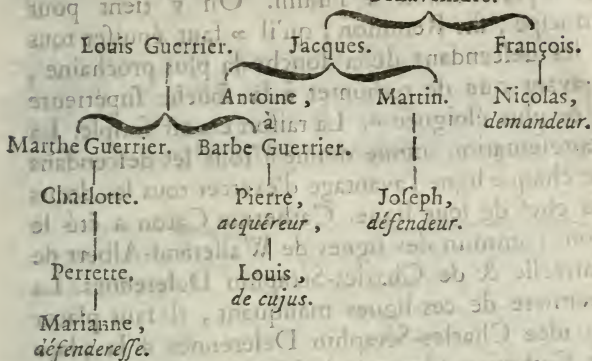 Louis Guerrier. Jacques. François.
Antoine, Martin. Nicolas,
à demandeur.
Marthe Guerrier. Barbe Guerrier.
Charlotte. Pierre, Joſeph,
acquéreur, défendeur.
Perrette. Louis,
de cujus.
Marianne,
défendereſſe.